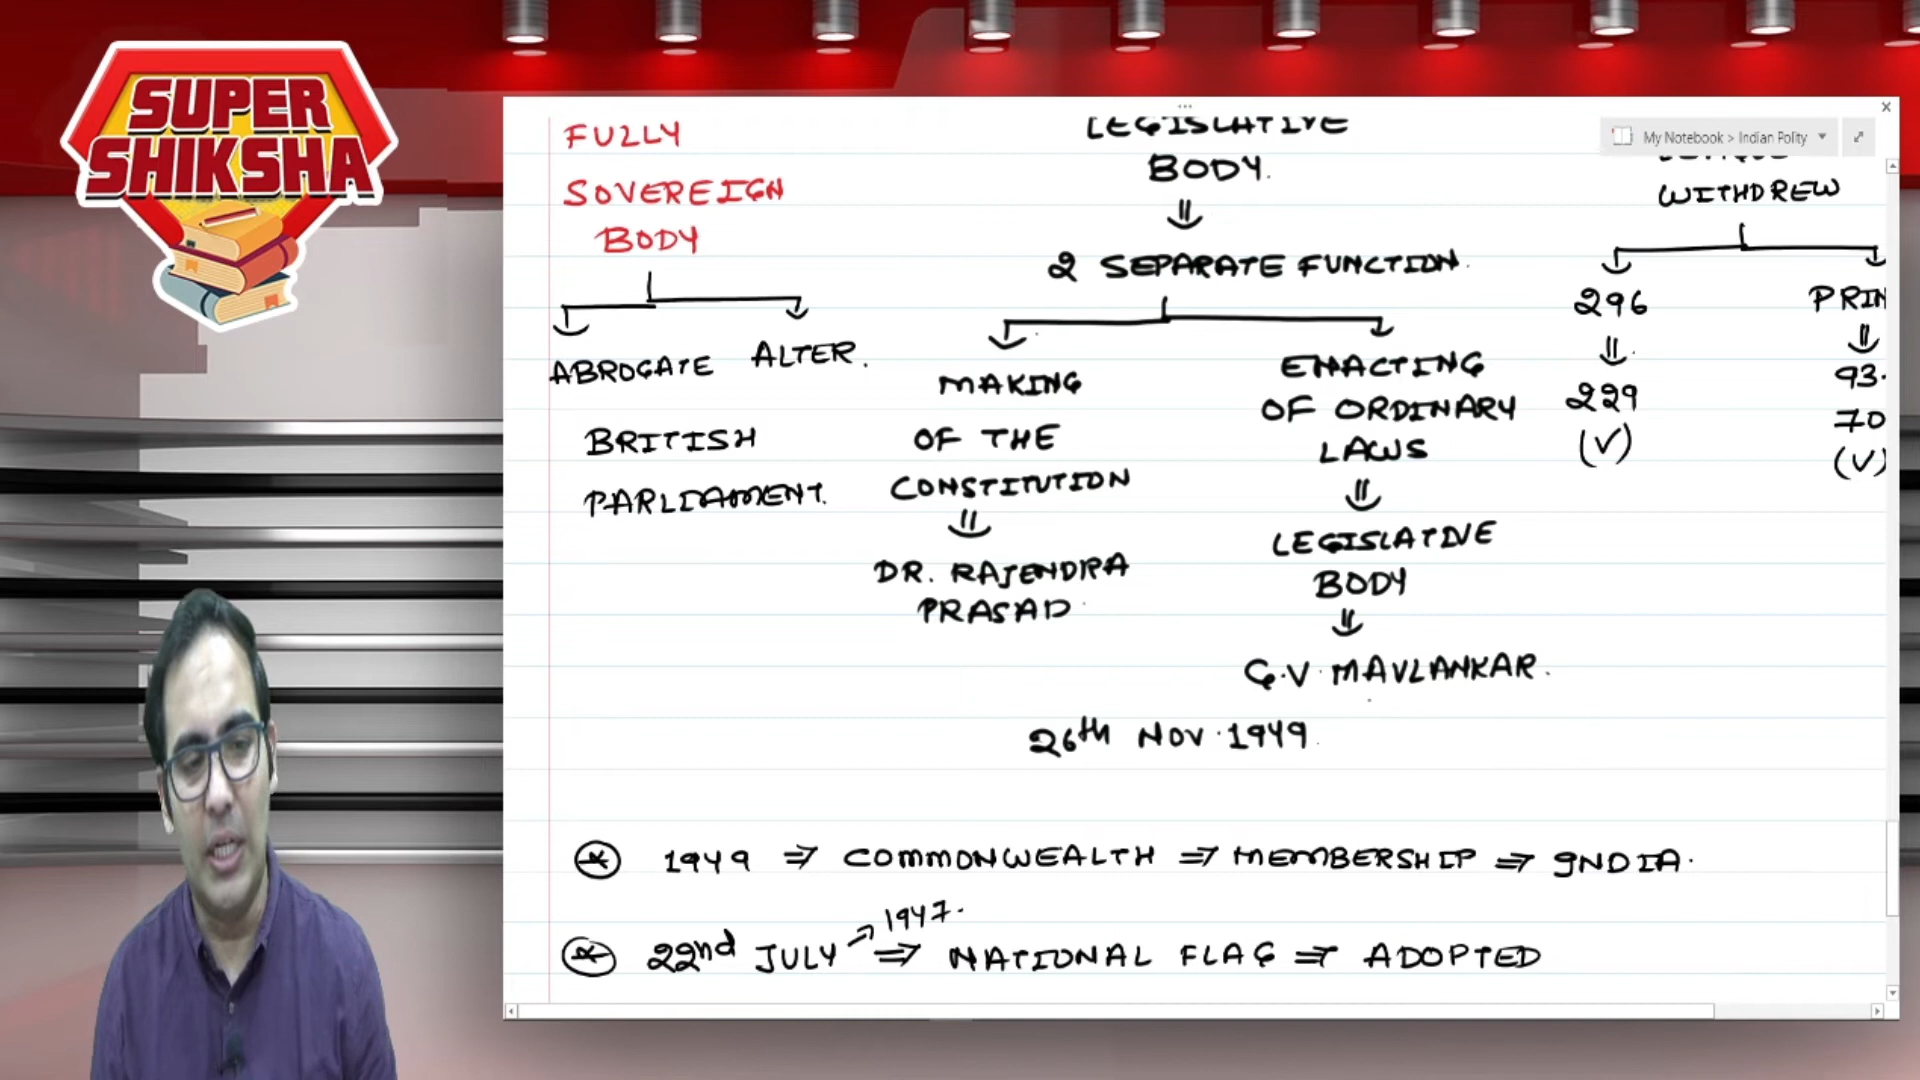 SUPER
SHIKSHA
My Notebook > Indian Polity
FULLY
SOVEREIGN
BODY
ABROGATE ALTER.
BRITISH
PARLIAMENT.
LEGISLATIVE
BODY.
2 SEPARATE FUNCTION.
MAKING
OF THE
CONSTITUTION
DR. RAJENDRA
PRASAD
ENACTING
OF ORDINARY
LAWS
LEGISLATIVE
BODY
G.V. MAVLANKAR.
26th NOV. 1949.
WITHDREW
296
229
(V)
PRIN
93.
70
(V)
1949 ⇒ COMMONWEALTH ⇒ MEMBERSHIP ⇒ INDIA.
1947.
22nd JULY ⇒ NATIONAL FLAG ⇒ ADOPTED